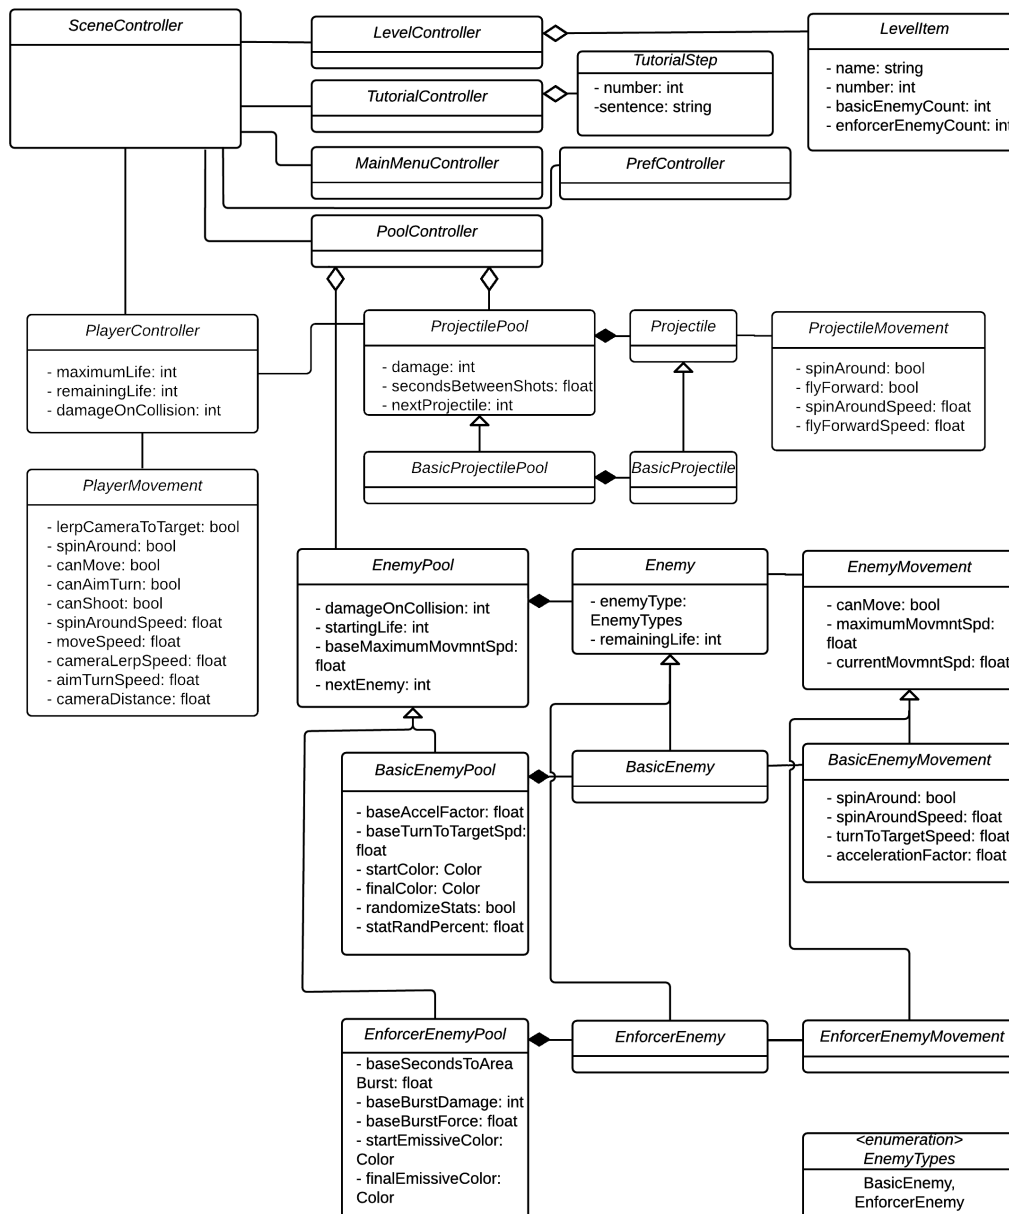 SceneController
LevelController
LevelItem
- name: string
- number: int
- basicEnemyCount: int
- enforcerEnemyCount: int
TutorialStep
- number: int
-sentence: string
TutorialController
MainMenuController
PrefController
PoolController
PlayerController
- maximumLife: int
- remainingLife: int
- damageOnCollision: int
ProjectilePool
- damage: int
- secondsBetweenShots: float
- nextProjectile: int
Projectile
ProjectileMovement
- spinAround: bool
- flyForward: bool
- spinAroundSpeed: float
- flyForwardSpeed: float
BasicProjectilePool
BasicProjectile
PlayerMovement
- lerpCameraToTarget: bool
- spinAround: bool
- canMove: bool
- canAimTurn: bool
- canShoot: bool
- spinAroundSpeed: float
- moveSpeed: float
- cameraLerpSpeed: float
- aimTurnSpeed: float
- cameraDistance: float
EnemyPool
- damageOnCollision: int
- startingLife: int
- baseMaximumMovmntSpd:
float
- nextEnemy: int
Enemy
- enemyType:
EnemyTypes
- remainingLife: int
EnemyMovement
- canMove: bool
- maximumMovmntSpd:
float
- currentMovmntSpd: float
BasicEnemyPool
- baseAccelFactor: float
- baseTurnToTargetSpd:
float
- startColor: Color
- finalColor: Color
- randomizeStats: bool
- statRandPercent: float
BasicEnemy
BasicEnemyMovement
- spinAround: bool
- spinAroundSpeed: float
- turnToTargetSpeed: float
- accelerationFactor: float
EnforcerEnemyPool
- baseSecondsToArea
Burst: float
- baseBurstDamage: int
- baseBurstForce: float
- startEmissiveColor:
Color
- finalEmissiveColor:
Color
EnforcerEnemy
EnforcerEnemyMovement
<enumeration>
EnemyTypes
BasicEnemy,
EnforcerEnemy